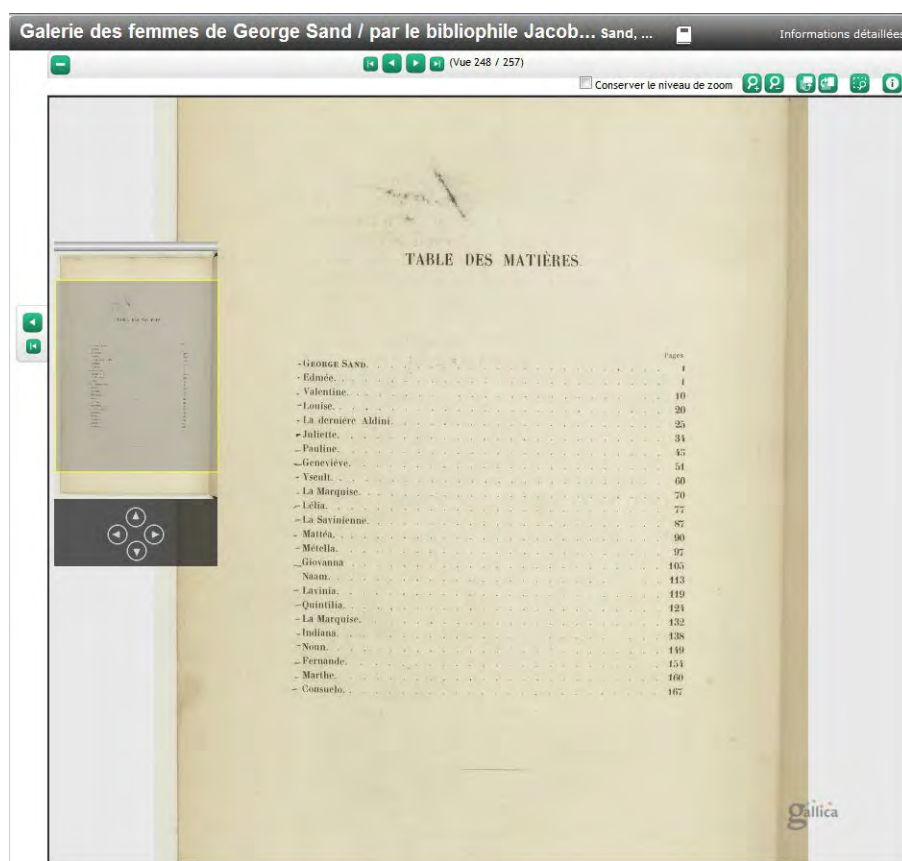 Galerie des femmes de George Sand / par le bibliophile Jacob... Sand, ...
Informations détaillées
(Vue 248 / 257)
Conserver le niveau de zoom
TABLE DES MATIÈRES.
Pages
- GEORGE SAND. 1
- Edmée. 1
- Valentine. 10
- Louise. 20
- La dernière Aldini. 25
- Juliette. 34
- Pauline. 45
- Geneviève. 51
- Yseult. 60
- La Marquise. 70
- Lélia. 77
- La Savinienne. 87
- Mattéa. 90
- Métella. 97
- Giovanna 105
Naam. 113
- Lavinia. 119
- Quintilia. 124
- La Marquise. 132
- Indiana. 138
- Noun. 149
- Fernande. 154
- Marthe. 160
- Consuelo. 167
gallica